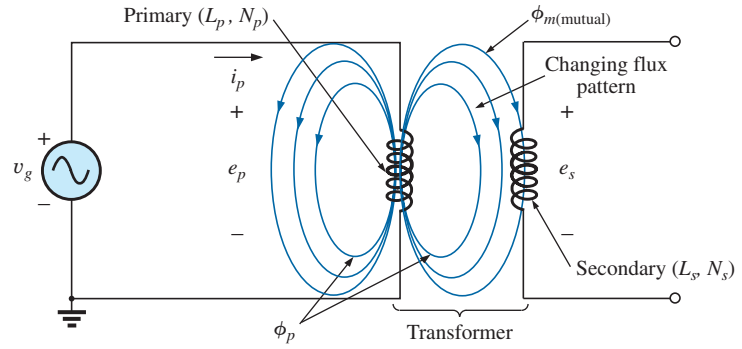 Primary (Lp, Np)
ϕm(mutual)
Changing flux
pattern
ip
+
+
+
vg
ep
es
−
−
−
Secondary (Ls, Ns)
ϕp
Transformer